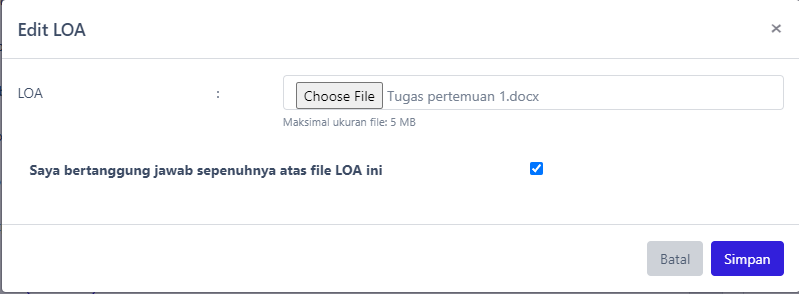 Edit LOA ×
LOA : Choose File Tugas pertemuan 1.docx
Maksimal ukuran file: 5 MB
Saya bertanggung jawab sepenuhnya atas file LOA ini
Batal Simpan